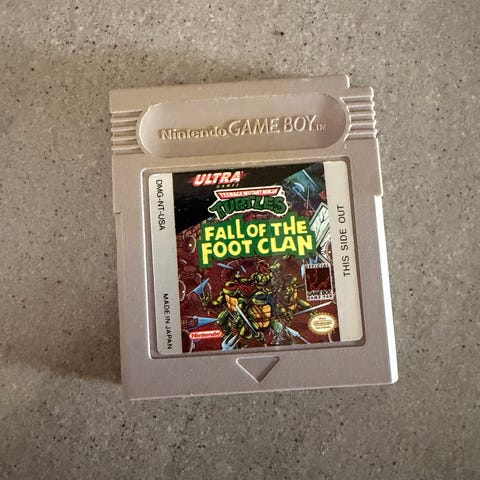 Nintendo GAME BOY TM
ULTRA
GAMES
TEENAGE MUTANT NINJA
TURTLES
FALL OF THE
FOOT CLAN
DMG-NT-USA
MADE IN JAPAN
THIS SIDE OUT
Nintendo